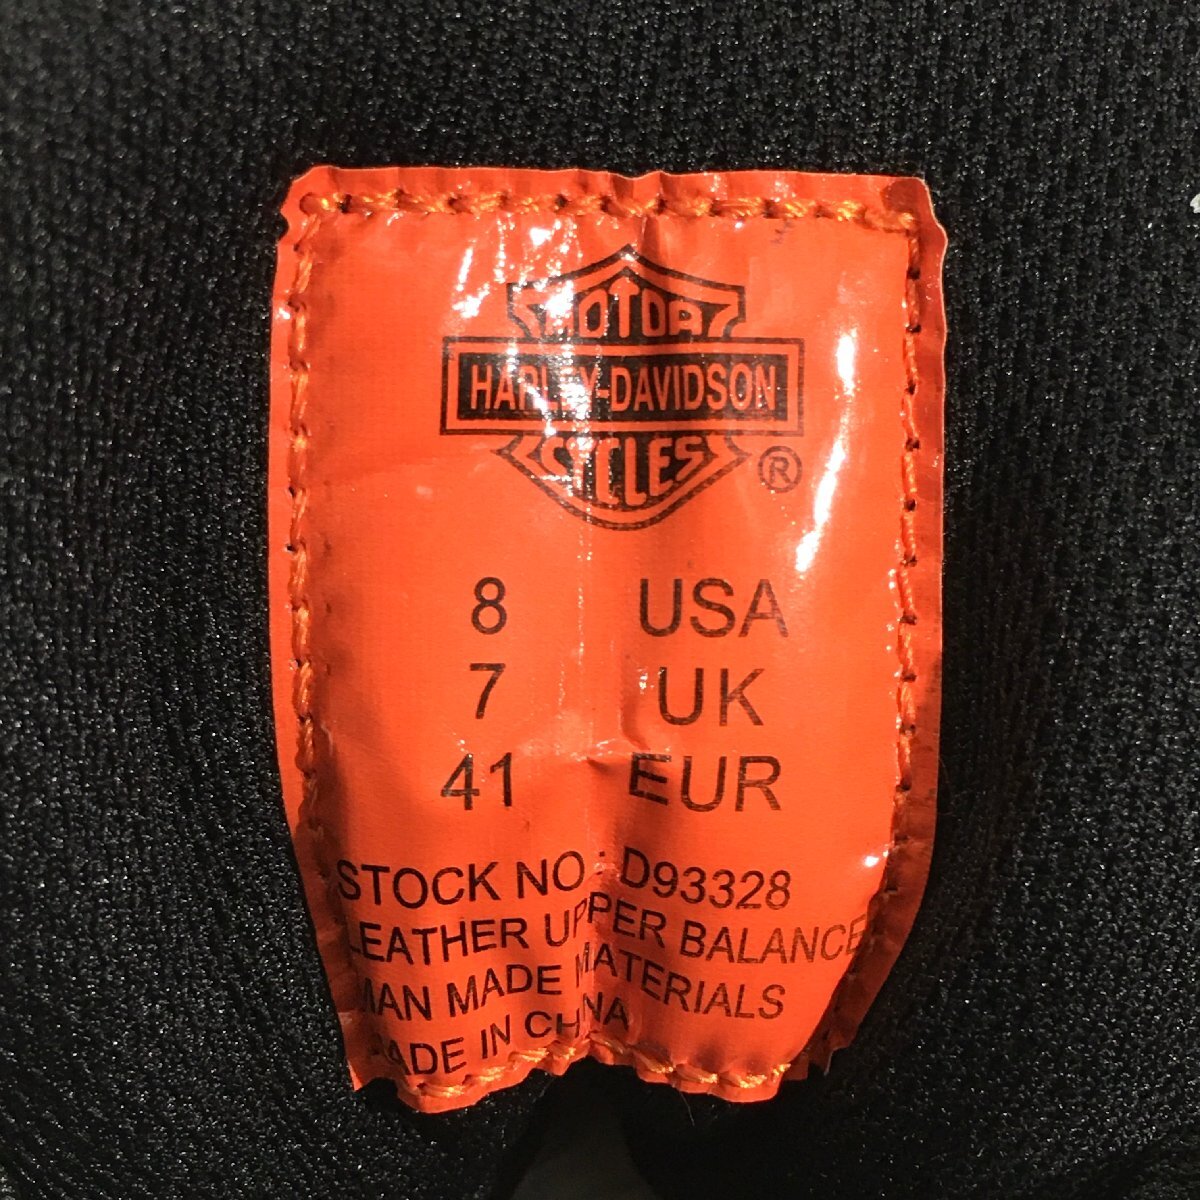 MOTOR
HARLEY-DAVIDSON
CYCLES ®
8 USA
7 UK
41 EUR
STOCK NO : D93328
LEATHER UPPER BALANCE
MAN MADE MATERIALS
MADE IN CHINA